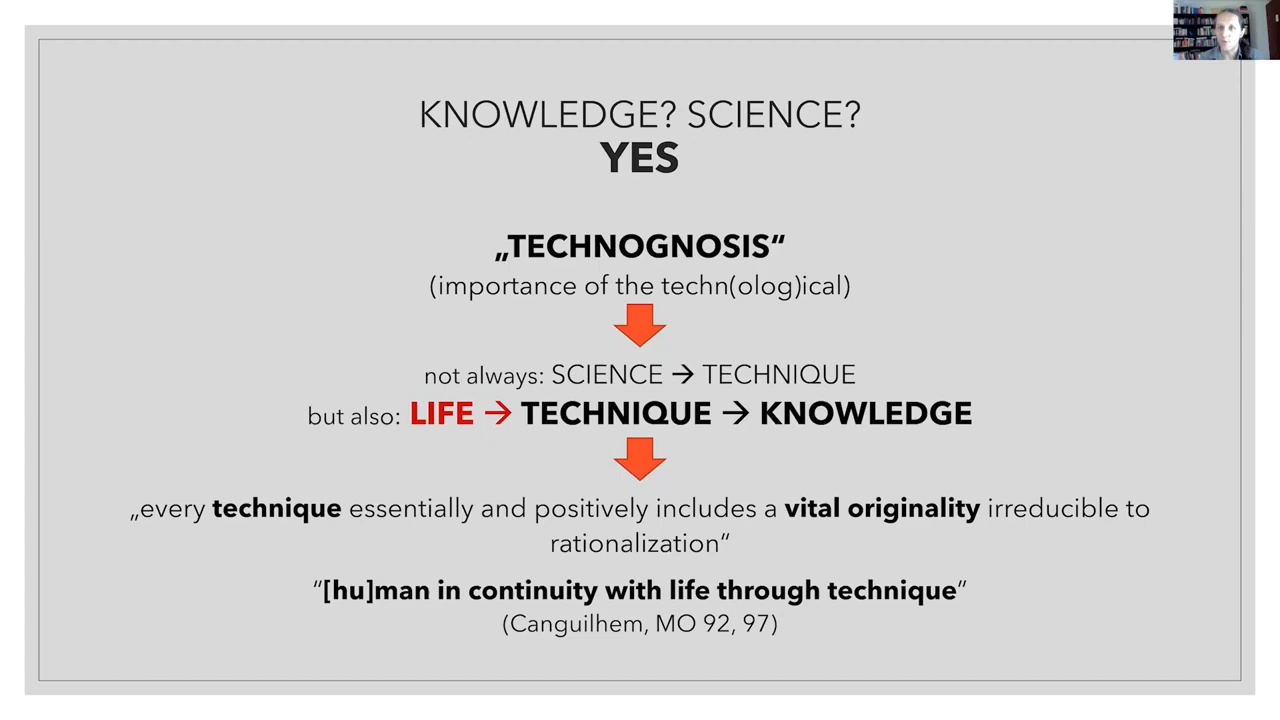 KNOWLEDGE? SCIENCE?
YES
„TECHNOGNOSIS“
(importance of the techn(olog)ical)
not always: SCIENCE → TECHNIQUE
but also: LIFE → TECHNIQUE → KNOWLEDGE
„every technique essentially and positively includes a vital originality irreducible to
rationalization“
“[hu]man in continuity with life through technique”
(Canguilhem, MO 92, 97)